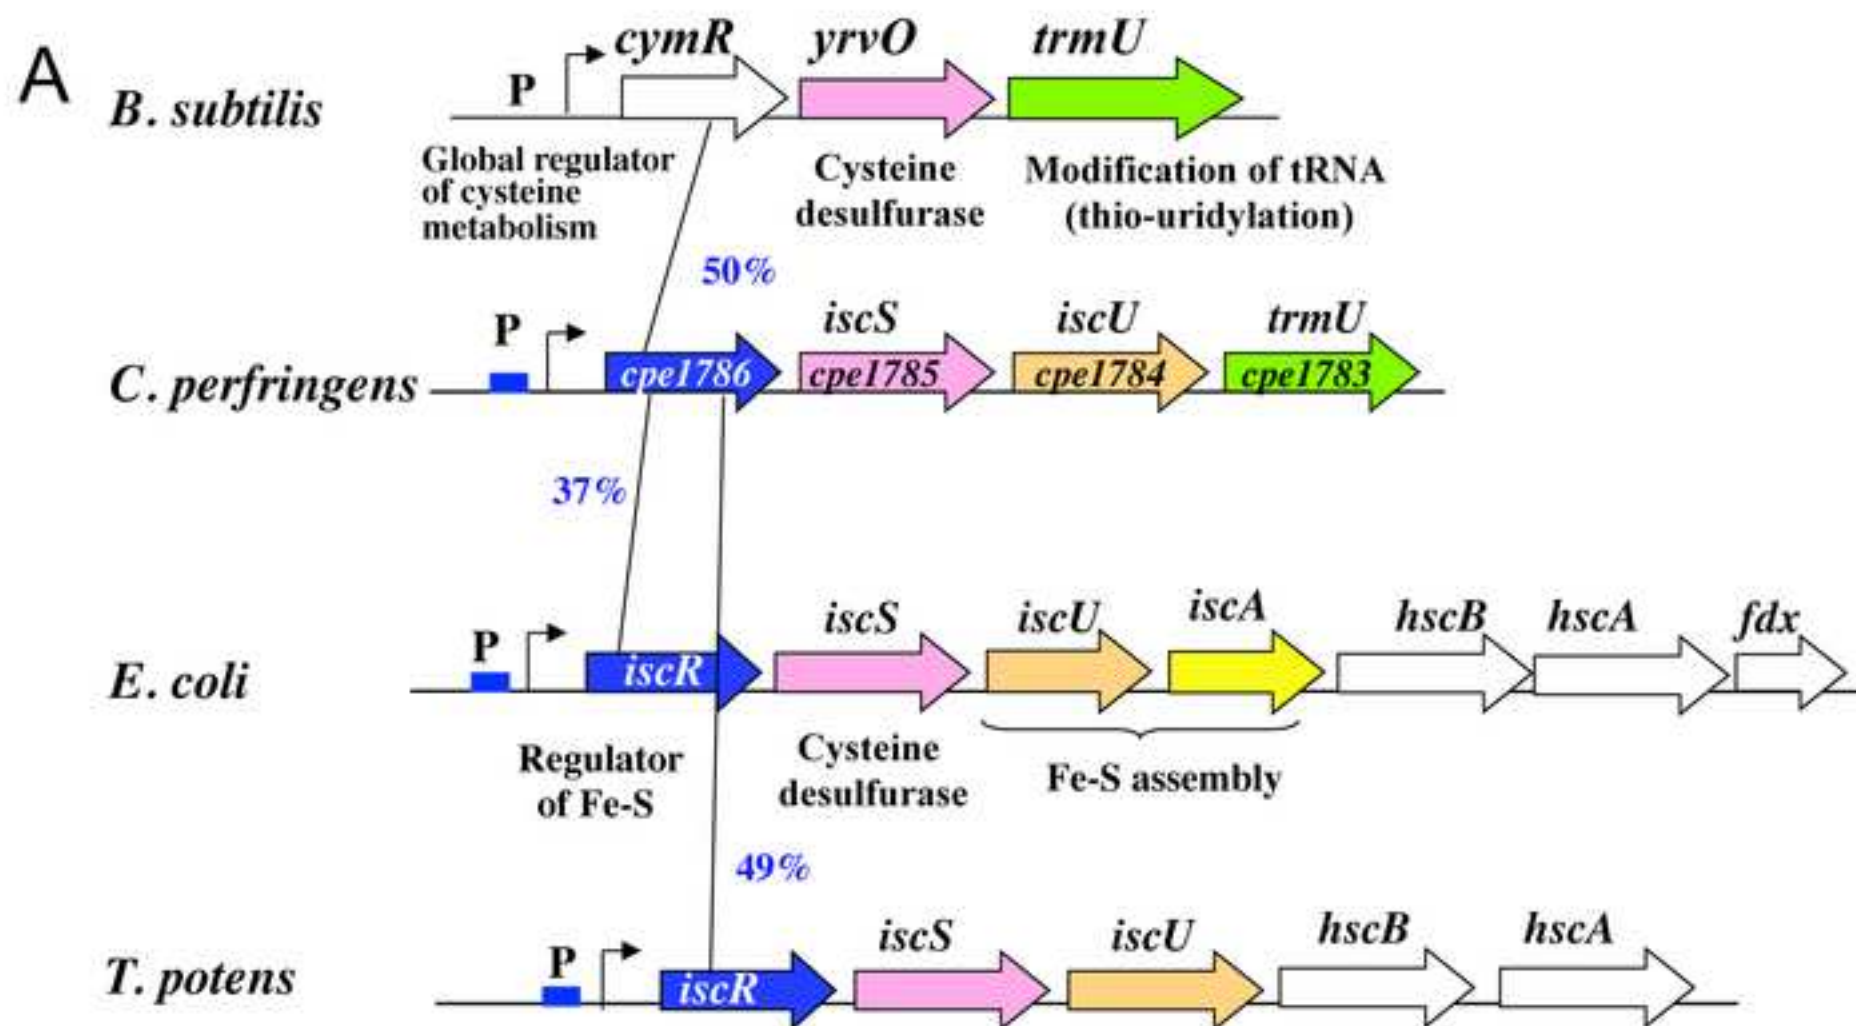 A
cymR yrvO trmU
P
B. subtilis
Global regulator
of cysteine
metabolism
Cysteine
desulfurase
Modification of tRNA
(thio-uridylation)
50%
iscS iscU trmU
P
C. perfringens
cpe1786 cpe1785 cpe1784 cpe1783
37%
iscS iscU iscA hscB hscA fdx
P
E. coli
iscR
Regulator
of Fe-S
Cysteine
desulfurase
Fe-S assembly
49%
iscS iscU hscB hscA
P
T. potens
iscR